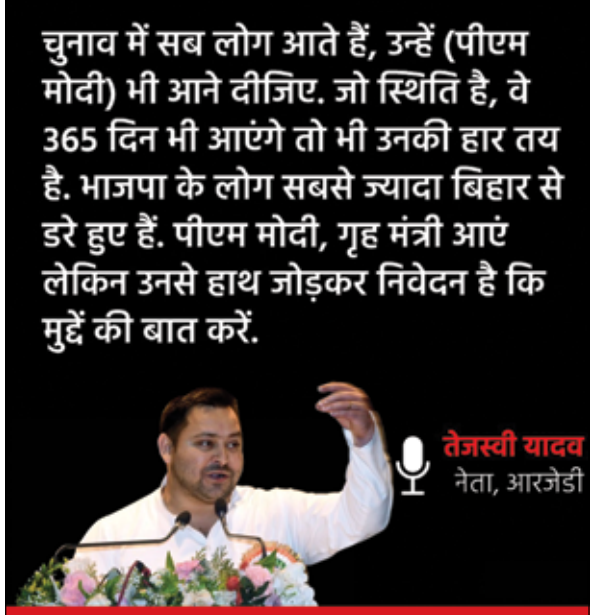 चुनाव में सब लोग आते हैं, उन्हें (पीएम
मोदी) भी आने दीजिए. जो स्थिति है, वे
365 दिन भी आएंगे तो भी उनकी हार तय
है. भाजपा के लोग सबसे ज्यादा बिहार से
डरे हुए हैं. पीएम मोदी, गृह मंत्री आएं
लेकिन उनसे हाथ जोड़कर निवेदन है कि
मुद्दें की बात करें.
तेजस्वी यादव
नेता, आरजेडी